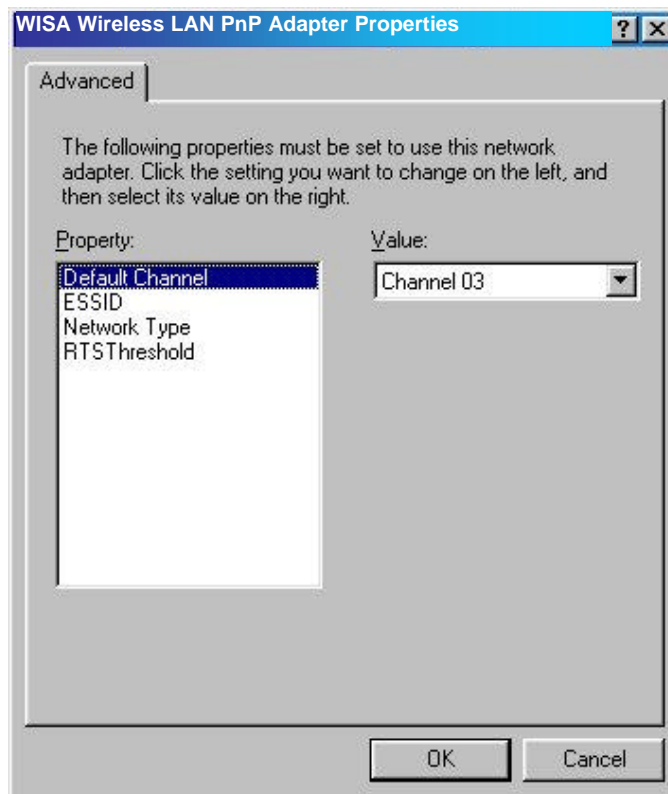 WISA Wireless LAN PnP Adapter Properties
Advanced
The following properties must be set to use this network
adapter. Click the setting you want to change on the left, and
then select its value on the right.
Property:
Value:
Default Channel
ESSID
Network Type
RTSThreshold
Channel 03
OK
Cancel